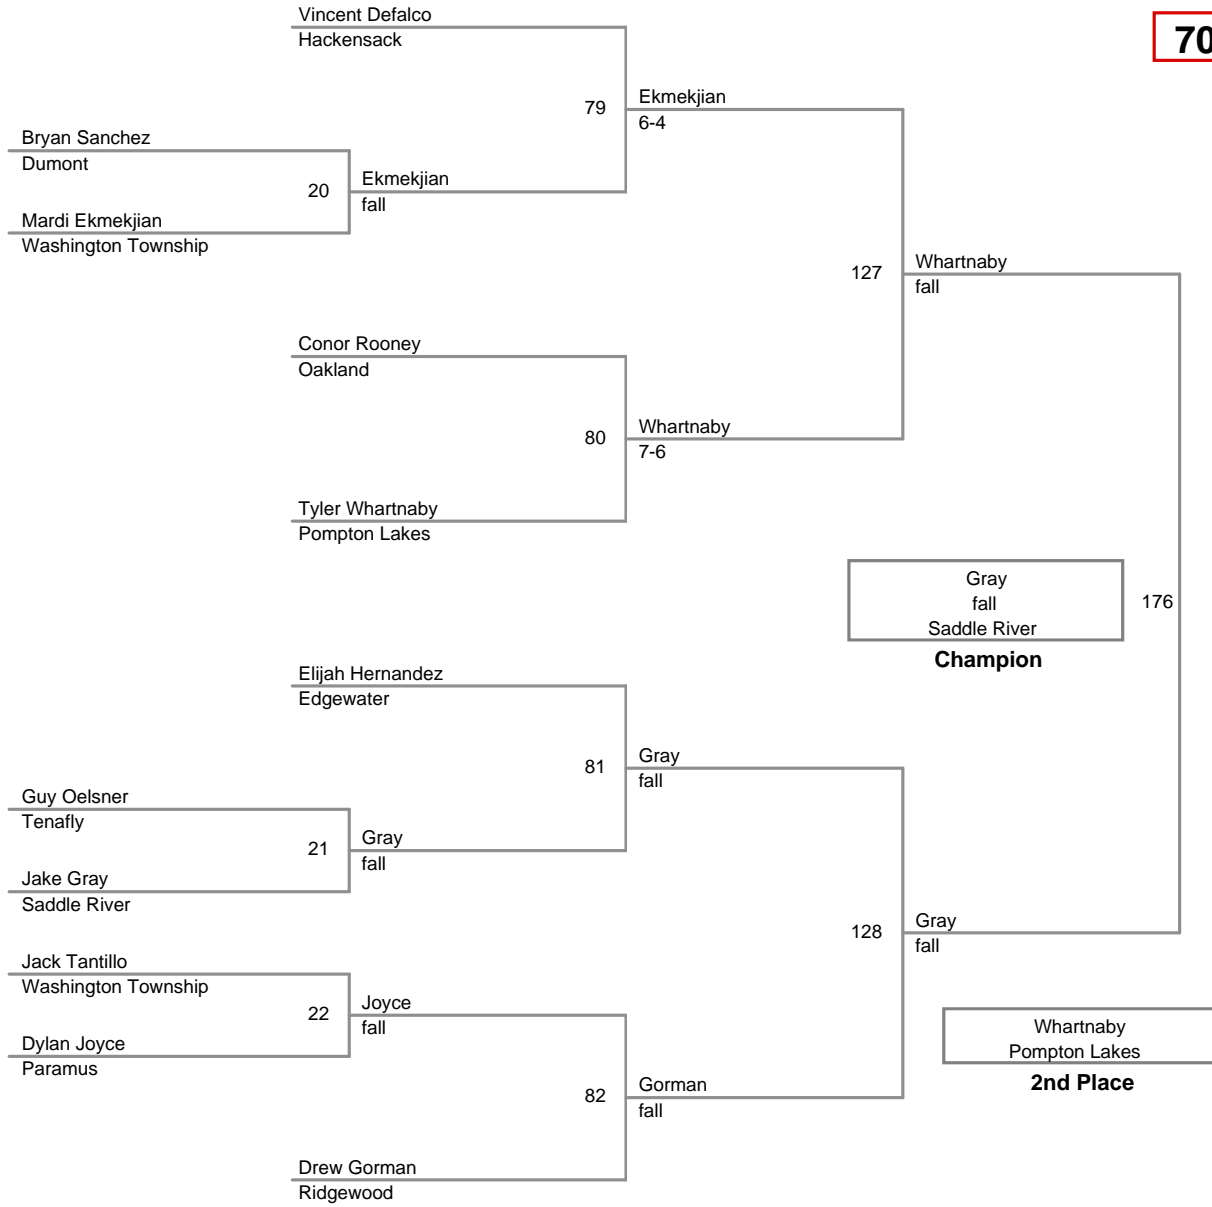 Vincent Defalco
Hackensack
70
79
Ekmekjian
6-4
Bryan Sanchez
Dumont
20
Ekmekjian
fall
Mardi Ekmekjian
Washington Township
127
Whartnaby
fall
Conor Rooney
Oakland
80
Whartnaby
7-6
Tyler Whartnaby
Pompton Lakes
Gray
fall
Saddle River
Champion
176
Elijah Hernandez
Edgewater
81
Gray
fall
Guy Oelsner
Tenafly
21
Gray
fall
Jake Gray
Saddle River
128
Gray
fall
Jack Tantillo
Washington Township
22
Joyce
fall
Dylan Joyce
Paramus
Whartnaby
Pompton Lakes
2nd Place
82
Gorman
fall
Drew Gorman
Ridgewood